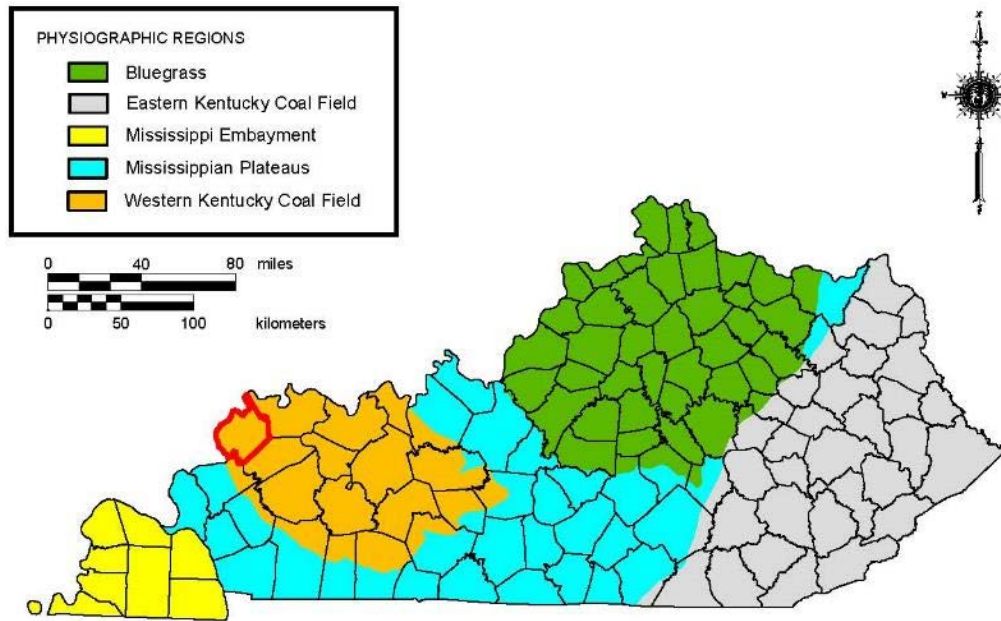 PHYSIOGRAPHIC REGIONS
Bluegrass
Eastern Kentucky Coal Field
Mississippi Embayment
Mississippian Plateaus
Western Kentucky Coal Field
0 40 80 miles
0 50 100 kilometers